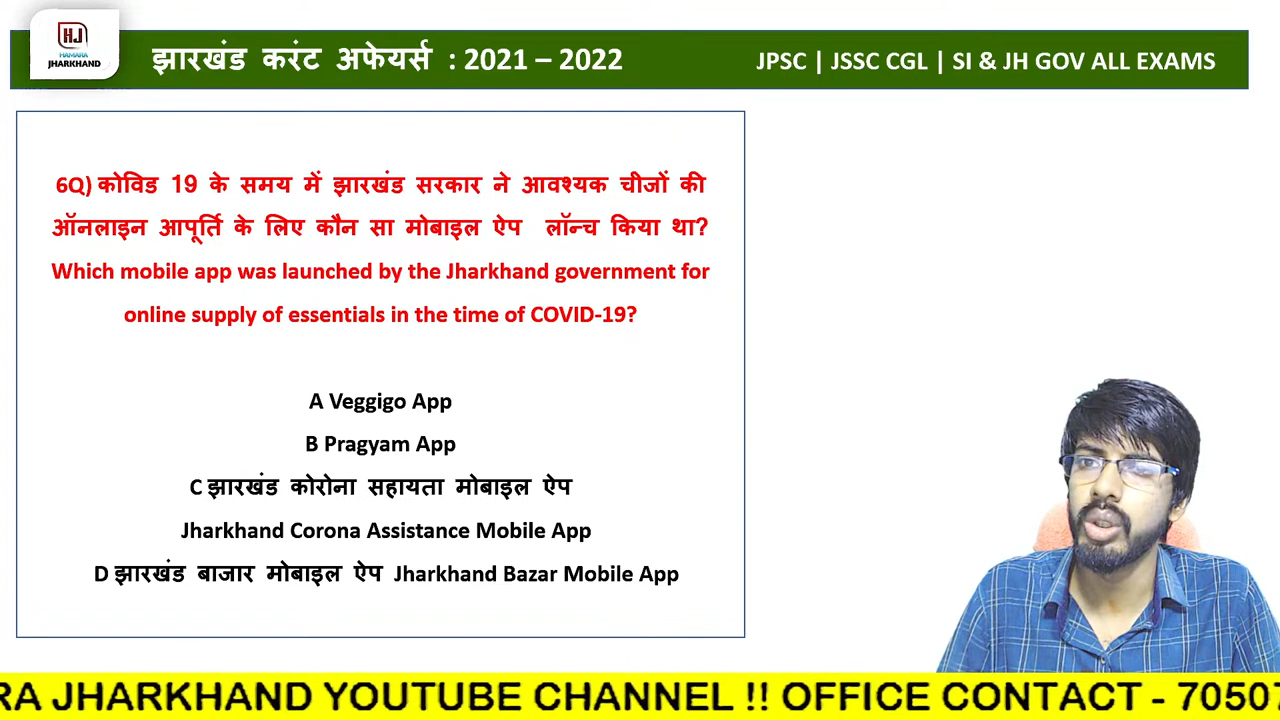 HJ
HAMARA
JHARKHAND
झारखंड करंट अफेयर्स : 2021 – 2022
JPSC | JSSC CGL | SI & JH GOV ALL EXAMS
6Q) कोविड 19 के समय में झारखंड सरकार ने आवश्यक चीजों की
ऑनलाइन आपूर्ति के लिए कौन सा मोबाइल ऐप लॉन्च किया था?
Which mobile app was launched by the Jharkhand government for
online supply of essentials in the time of COVID-19?
A Veggigo App
B Pragyam App
C झारखंड कोरोना सहायता मोबाइल ऐप
Jharkhand Corona Assistance Mobile App
D झारखंड बाजार मोबाइल ऐप Jharkhand Bazar Mobile App
RA JHARKHAND YOUTUBE CHANNEL !! OFFICE CONTACT - 7050